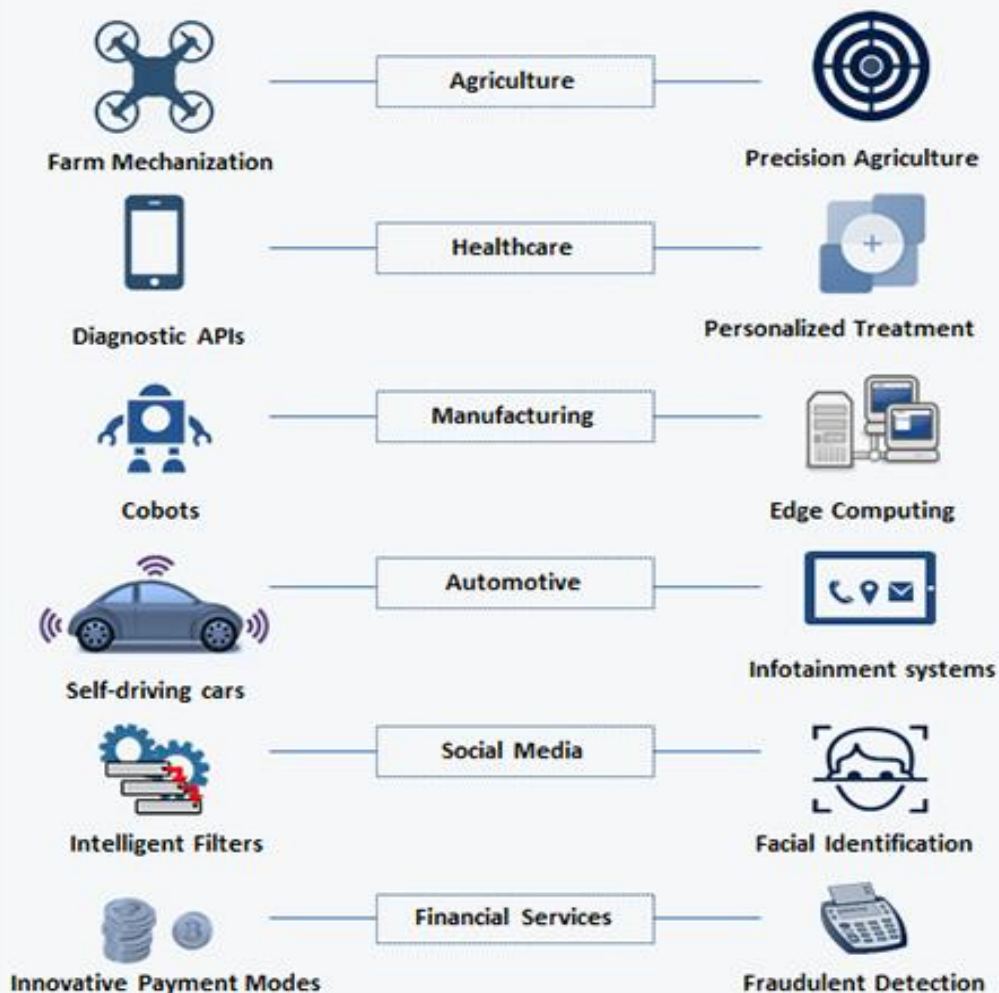 Agriculture
Farm Mechanization
Precision Agriculture
Healthcare
Diagnostic APIs
Personalized Treatment
Manufacturing
Cobots
Edge Computing
Automotive
Self-driving cars
Infotainment systems
Social Media
Intelligent Filters
Facial Identification
Financial Services
Innovative Payment Modes
Fraudulent Detection